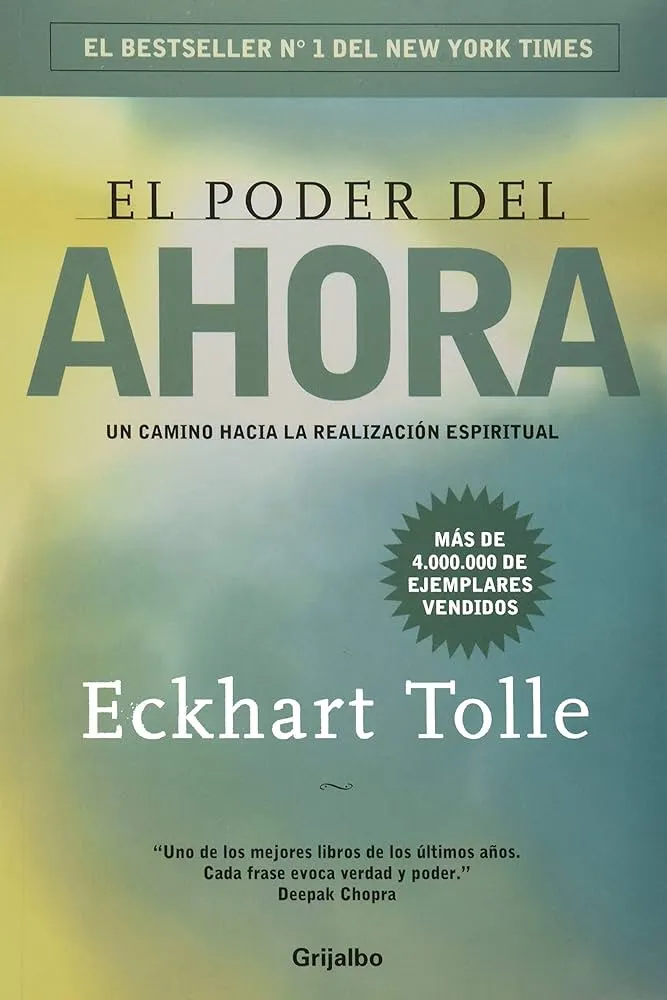 EL BESTSELLER N° 1 DEL NEW YORK TIMES
EL PODER DEL
AHORA
UN CAMINO HACIA LA REALIZACIÓN ESPIRITUAL
MÁS DE
4.000.000 DE
EJEMPLARES
VENDIDOS
Eckhart Tolle
“Uno de los mejores libros de los últimos años.
Cada frase evoca verdad y poder.”
Deepak Chopra
Grijalbo